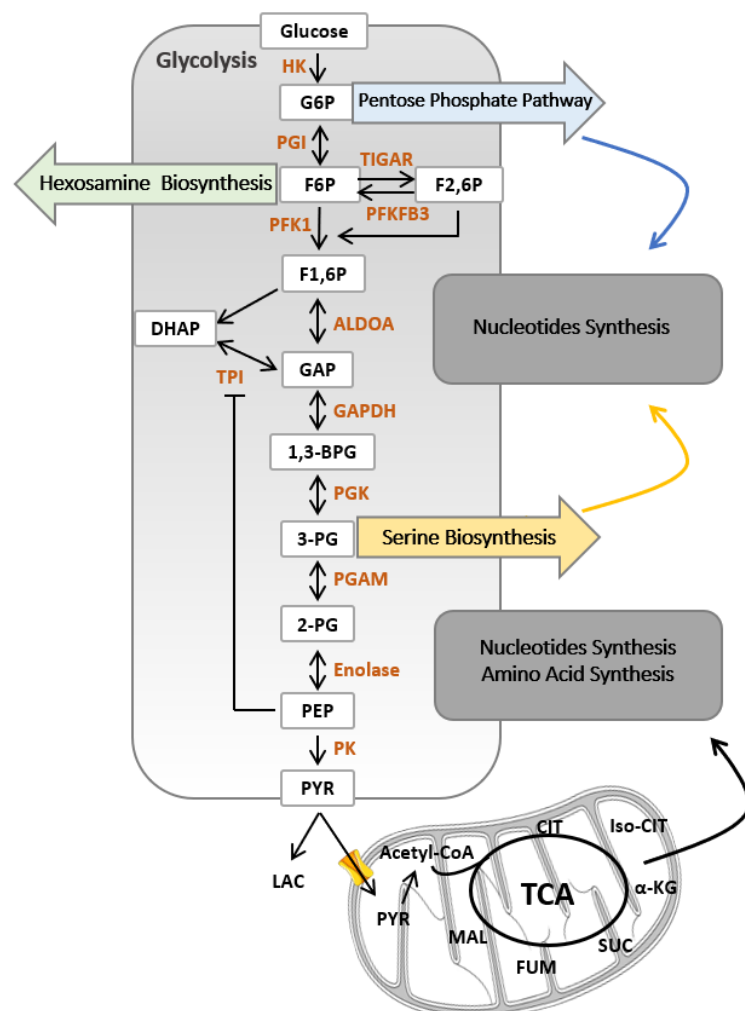 Glucose
Glycolysis
HK
G6P
Pentose Phosphate Pathway
PGI
TIGAR
Hexosamine Biosynthesis
F6P
F2,6P
PFKFB3
PFK1
F1,6P
DHAP
ALDOA
Nucleotides Synthesis
GAP
TPI
GAPDH
1,3-BPG
PGK
3-PG
Serine Biosynthesis
PGAM
2-PG
Nucleotides Synthesis
Amino Acid Synthesis
Enolase
PEP
PK
PYR
LAC
Acetyl-CoA
CIT
Iso-CIT
TCA
α-KG
PYR
MAL
SUC
FUM